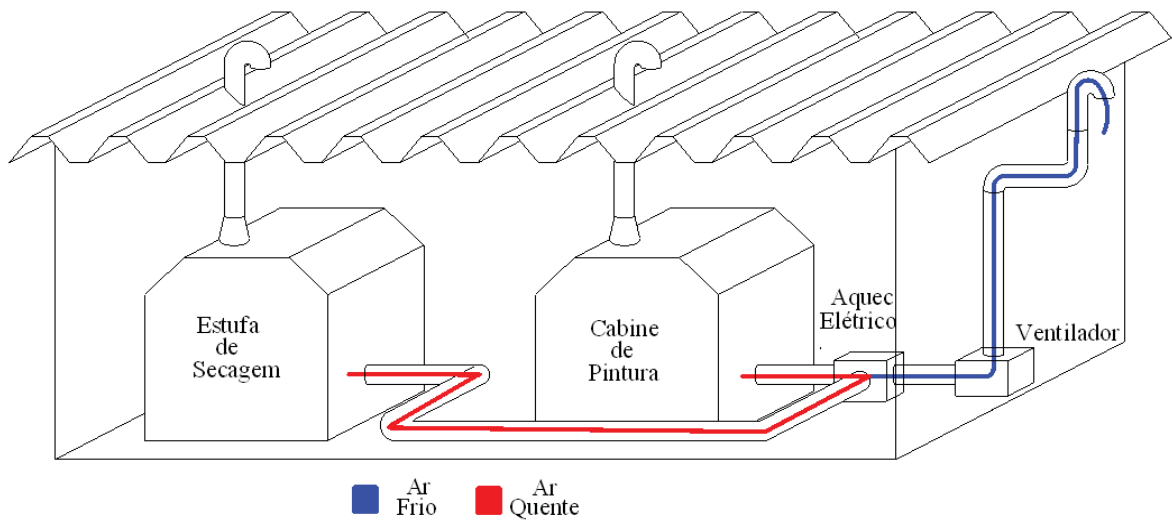 Estufa
de
Secagem
Cabine
de
Pintura
Aquec
Elétrico
Ventilador
Ar
Frio
Ar
Quente